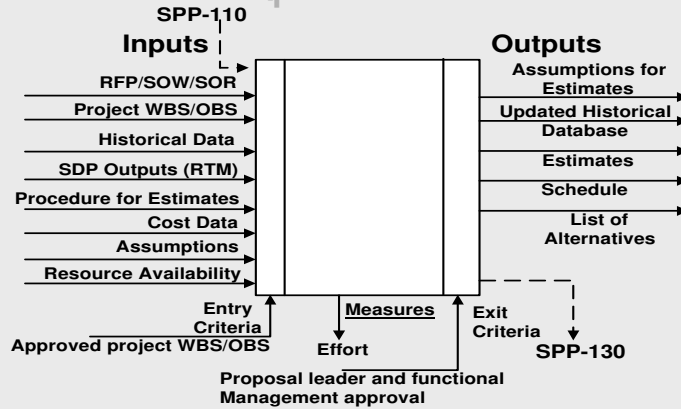 SPP-110
Inputs
Outputs
RFP/SOW/SOR
Project WBS/OBS
Historical Data
SDP Outputs (RTM)
Procedure for Estimates
Cost Data
Assumptions
Resource Availability
Assumptions for
Estimates
Updated Historical
Database
Estimates
Schedule
List of
Alternatives
Entry
Criteria
Approved project WBS/OBS
Measures
Effort
Exit
Criteria
SPP-130
Proposal leader and functional
Management approval